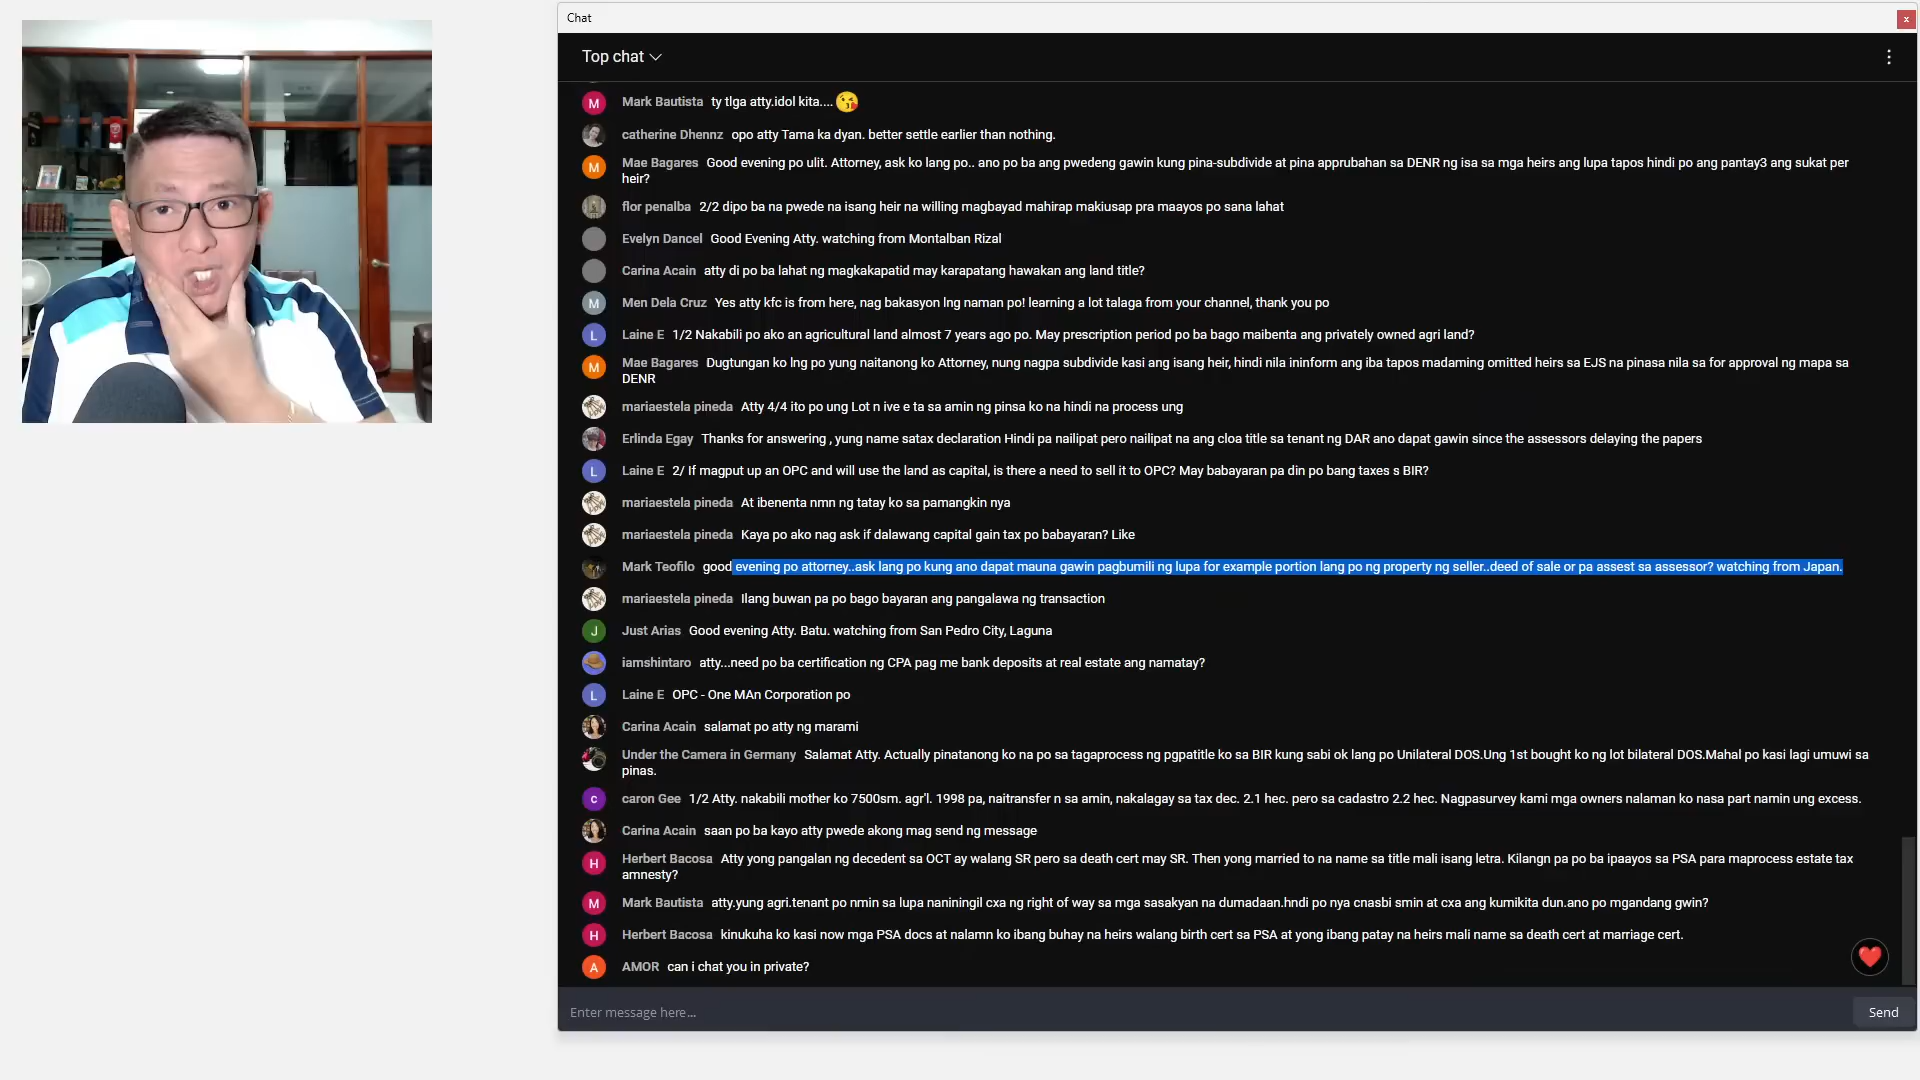 Chat
x
Top chat
Mark Bautista ty tlga atty.idol kita....
catherine Dhennz opo atty Tama ka dyan. better settle earlier than nothing.
M Mae Bagares Good evening po ulit. Attorney, ask ko lang po.. ano po ba ang pwedeng gawin kung pina-subdivide at pina apprubahan sa DENR ng isa sa mga heirs ang lupa tapos hindi po ang pantay3 ang sukat per
heir?
flor penalba 2/2 dipo ba na pwede na isang heir na willing magbayad mahirap makiusap pra maayos po sana lahat
Evelyn Dancel Good Evening Atty. watching from Montalban Rizal
Carina Acain atty di po ba lahat ng magkakapatid may karapatang hawakan ang land title?
M Men Dela Cruz Yes atty kfc is from here, nag bakasyon lng naman po! learning a lot talaga from your channel, thank you po
L Laine E 1/2 Nakabili po ako an agricultural land almost 7 years ago po. May prescription period po ba bago maibenta ang privately owned agri land?
M Mae Bagares Dugtungan ko lng po yung naitanong ko Attorney, nung nagpa subdivide kasi ang isang heir, hindi nila ininform ang iba tapos madaming omitted heirs sa EJS na pinasa nila sa for approval ng mapa sa
DENR
mariaestela pineda Atty 4/4 ito po ung Lot n ive e ta sa amin ng pinsa ko na hindi na process ung
Erlinda Egay Thanks for answering , yung name satax declaration Hindi pa nailipat pero nailipat na ang cloa title sa tenant ng DAR ano dapat gawin since the assessors delaying the papers
L Laine E 2/ If magput up an OPC and will use the land as capital, is there a need to sell it to OPC? May babayaran pa din po bang taxes s BIR?
mariaestela pineda At ibenenta nmn ng tatay ko sa pamangkin nya
mariaestela pineda Kaya po ako nag ask if dalawang capital gain tax po babayaran? Like
Mark Teofilo good evening po attorney..ask lang po kung ano dapat mauna gawin pagbumili ng lupa for example portion lang po ng property ng seller..deed of sale or pa assest sa assessor? watching from Japan.
mariaestela pineda Ilang buwan pa po bago bayaran ang pangalawa ng transaction
J Just Arias Good evening Atty. Batu. watching from San Pedro City, Laguna
iamshintaro atty...need po ba certification ng CPA pag me bank deposits at real estate ang namatay?
L Laine E OPC - One MAn Corporation po
Carina Acain salamat po atty ng marami
Under the Camera in Germany Salamat Atty. Actually pinatanong ko na po sa tagaprocess ng pgpatitle ko sa BIR kung sabi ok lang po Unilateral DOS.Ung 1st bought ko ng lot bilateral DOS.Mahal po kasi lagi umuwi sa
pinas.
c caron Gee 1/2 Atty. nakabili mother ko 7500sm. agr'l. 1998 pa, naitransfer n sa amin, nakalagay sa tax dec. 2.1 hec. pero sa cadastro 2.2 hec. Nagpasurvey kami mga owners nalaman ko nasa part namin ung excess.
Carina Acain saan po ba kayo atty pwede akong mag send ng message
H Herbert Bacosa Atty yong pangalan ng decedent sa OCT ay walang SR pero sa death cert may SR. Then yong married to na name sa title mali isang letra. Kilangn pa po ba ipaayos sa PSA para maprocess estate tax
amnesty?
M Mark Bautista atty.yung agri.tenant po nmin sa lupa naniningil cxa ng right of way sa mga sasakyan na dumadaan.hndi po nya cnasbi smin at cxa ang kumikita dun.ano po mgandang gwin?
H Herbert Bacosa kinukuha ko kasi now mga PSA docs at nalamn ko ibang buhay na heirs walang birth cert sa PSA at yong ibang patay na heirs mali name sa death cert at marriage cert.
A AMOR can i chat you in private?
Enter message here...
Send